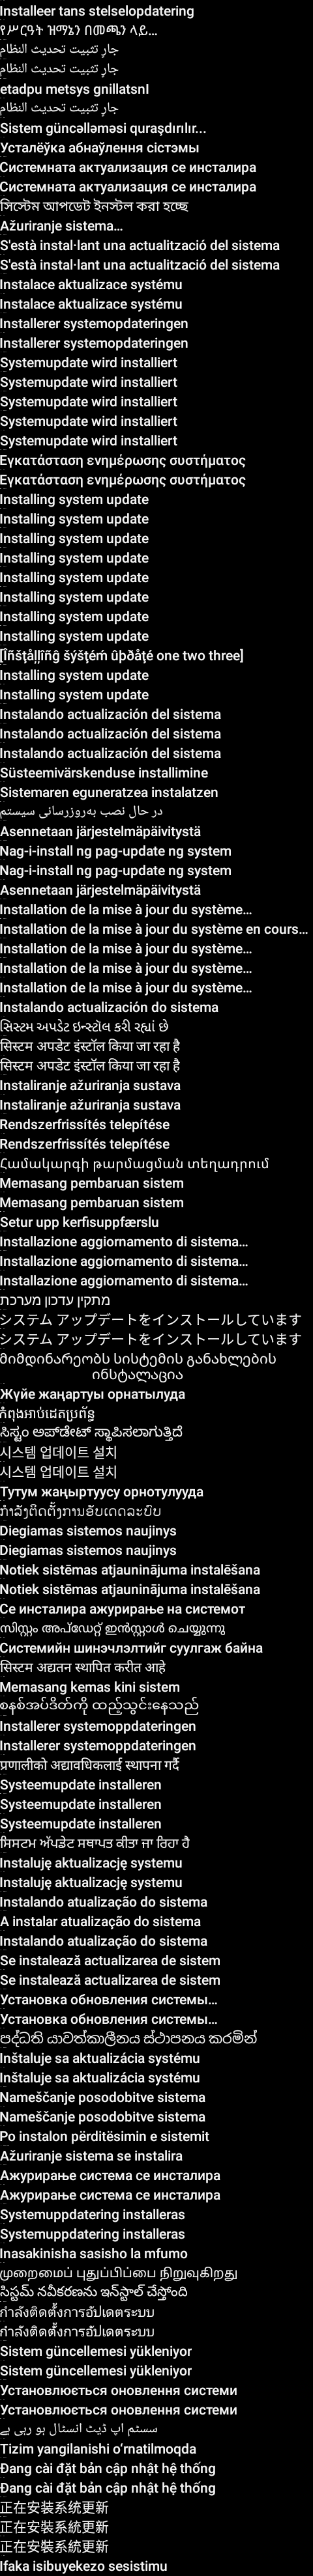 Installeer tans stelselopdatering
የሥርዓት ዝማኔን በመጫን ላይ…
جارٍ تثبيت تحديث النظام
جارٍ تثبيت تحديث النظام
etadpu metsys gnillatsnI
جارٍ تثبيت تحديث النظام
Sistem güncəlləməsi quraşdırılır...
Усталёўка абнаўлення сістэмы
Системната актуализация се инсталира
Системната актуализация се инсталира
সিস্টেম আপডেট ইনস্টল করা হচ্ছে
Ažuriranje sistema…
S'està instal·lant una actualització del sistema
S'està instal·lant una actualització del sistema
Instalace aktualizace systému
Instalace aktualizace systému
Installerer systemopdateringen
Installerer systemopdateringen
Systemupdate wird installiert
Systemupdate wird installiert
Systemupdate wird installiert
Systemupdate wird installiert
Systemupdate wird installiert
Εγκατάσταση ενημέρωσης συστήματος
Εγκατάσταση ενημέρωσης συστήματος
Installing system update
Installing system update
Installing system update
Installing system update
Installing system update
Installing system update
Installing system update
Installing system update
[Îñšţåļļîñĝ šýšţéḿ ûþðåţé one two three]
Installing system update
Installing system update
Instalando actualización del sistema
Instalando actualización del sistema
Instalando actualización del sistema
Süsteemivärskenduse installimine
Sistemaren eguneratzea instalatzen
در حال نصب به‌روزرسانی سیستم
Asennetaan järjestelmäpäivitystä
Nag-i-install ng pag-update ng system
Nag-i-install ng pag-update ng system
Asennetaan järjestelmäpäivitystä
Installation de la mise à jour du système…
Installation de la mise à jour du système en cours…
Installation de la mise à jour du système…
Installation de la mise à jour du système…
Installation de la mise à jour du système…
Instalando actualización do sistema
સિસ્ટમ અપડેટ ઇન્સ્ટૉલ કરી રહ્યાં છે
सिस्टम अपडेट इंस्टॉल किया जा रहा है
सिस्टम अपडेट इंस्टॉल किया जा रहा है
Instaliranje ažuriranja sustava
Instaliranje ažuriranja sustava
Rendszerfrissítés telepítése
Rendszerfrissítés telepítése
Համակարգի թարմացման տեղադրում
Memasang pembaruan sistem
Memasang pembaruan sistem
Setur upp kerfisuppfærslu
Installazione aggiornamento di sistema…
Installazione aggiornamento di sistema…
Installazione aggiornamento di sistema…
מתקין עדכון מערכת
システム アップデートをインストールしています
システム アップデートをインストールしています
მიმდინარეობს სისტემის განახლების
ინსტალაცია
Жүйе жаңартуы орнатылуда
កំពុងអាប់ដេតប្រព័ន្ធ
ಸಿಸ್ಟಂ ಅಪ್‌ಡೇಟ್ ಸ್ಥಾಪಿಸಲಾಗುತ್ತಿದೆ
시스템 업데이트 설치
시스템 업데이트 설치
Тутум жаңыртуусу орнотулууда
ກຳລັງຕິດຕັ້ງການອັບເດດລະບົບ
Diegiamas sistemos naujinys
Diegiamas sistemos naujinys
Notiek sistēmas atjauninājuma instalēšana
Notiek sistēmas atjauninājuma instalēšana
Се инсталира ажурирање на системот
സിസ്റ്റം അപ്ഡേറ്റ് ഇൻസ്റ്റാൾ ചെയ്യുന്നു
Системийн шинэчлэлтийг суулгаж байна
सिस्टम अद्यतन स्थापित करीत आहे
Memasang kemas kini sistem
စနစ်အပ်ဒိတ်ကို ထည့်သွင်းနေသည်
Installerer systemoppdateringen
Installerer systemoppdateringen
प्रणालीको अद्यावधिकलाई स्थापना गर्दै
Systeemupdate installeren
Systeemupdate installeren
Systeemupdate installeren
ਸਿਸਟਮ ਅੱਪਡੇਟ ਸਥਾਪਤ ਕੀਤਾ ਜਾ ਰਿਹਾ ਹੈ
Instaluję aktualizację systemu
Instaluję aktualizację systemu
Instalando atualização do sistema
A instalar atualização do sistema
Instalando atualização do sistema
Se instalează actualizarea de sistem
Se instalează actualizarea de sistem
Установка обновления системы…
Установка обновления системы…
පද්ධති යාවත්කාලීනය ස්ථාපනය කරමින්
Inštaluje sa aktualizácia systému
Inštaluje sa aktualizácia systému
Nameščanje posodobitve sistema
Nameščanje posodobitve sistema
Po instalon përditësimin e sistemit
Ažuriranje sistema se instalira
Ажурирање система се инсталира
Ажурирање система се инсталира
Systemuppdatering installeras
Systemuppdatering installeras
Inasakinisha sasisho la mfumo
முறைமைப் புதுப்பிப்பை நிறுவுகிறது
సిస్టమ్ నవీకరణను ఇన్‌స్టాల్ చేస్తోంది
กำลังติดตั้งการอัปเดตระบบ
กำลังติดตั้งการอัปเดตระบบ
Sistem güncellemesi yükleniyor
Sistem güncellemesi yükleniyor
Установлюється оновлення системи
Установлюється оновлення системи
سسٹم اپ ڈیٹ انسٹال ہو رہی ہے
Tizim yangilanishi o‘rnatilmoqda
Đang cài đặt bản cập nhật hệ thống
Đang cài đặt bản cập nhật hệ thống
正在安装系统更新
正在安裝系統更新
正在安裝系統更新
Ifaka isibuyekezo sesistimu